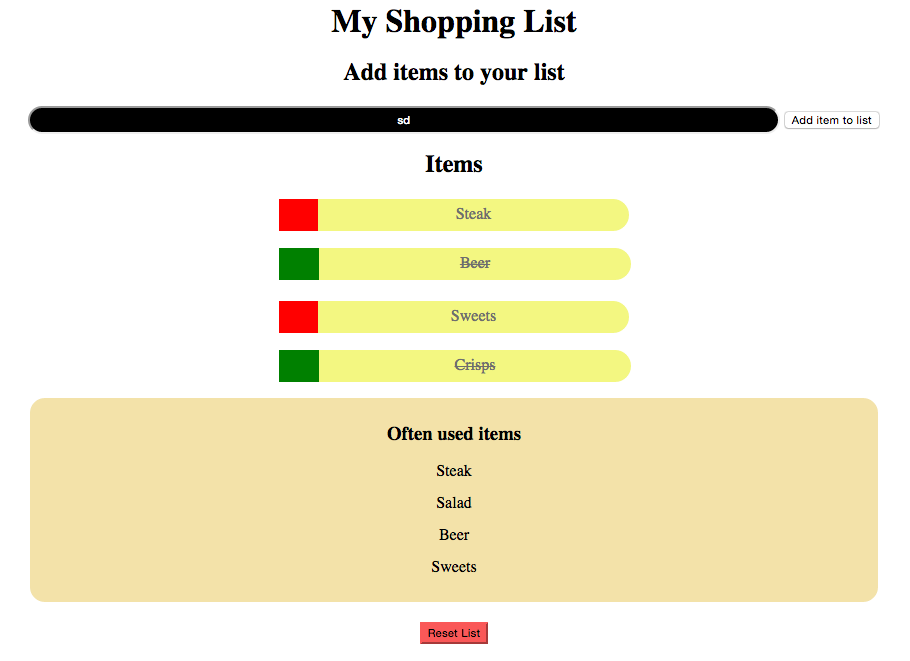 My Shopping List
Add items to your list
sd Add item to list
Items
Steak
Beer
Sweets
Crisps
Often used items
Steak
Salad
Beer
Sweets
Reset List